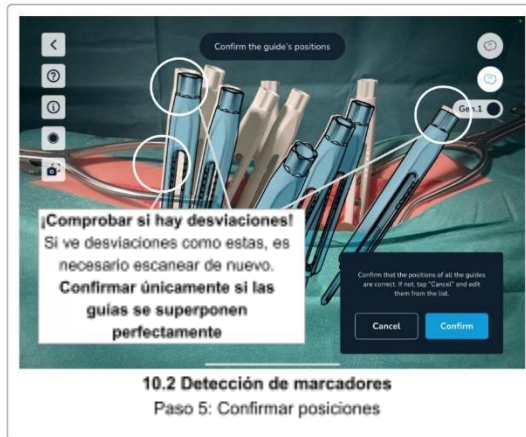 Confirm the guide's positions
Gen.1
¡Comprobar si hay desviaciones!
Si ve desviaciones como estas, es
necesario escanear de nuevo.
Confirmar únicamente si las
guías se superponen
perfectamente
Confirm that the positions of all the guides
are correct. If not, tap "Cancel" and edit
them from the list.
Cancel
Confirm
10.2 Detección de marcadores
Paso 5: Confirmar posiciones